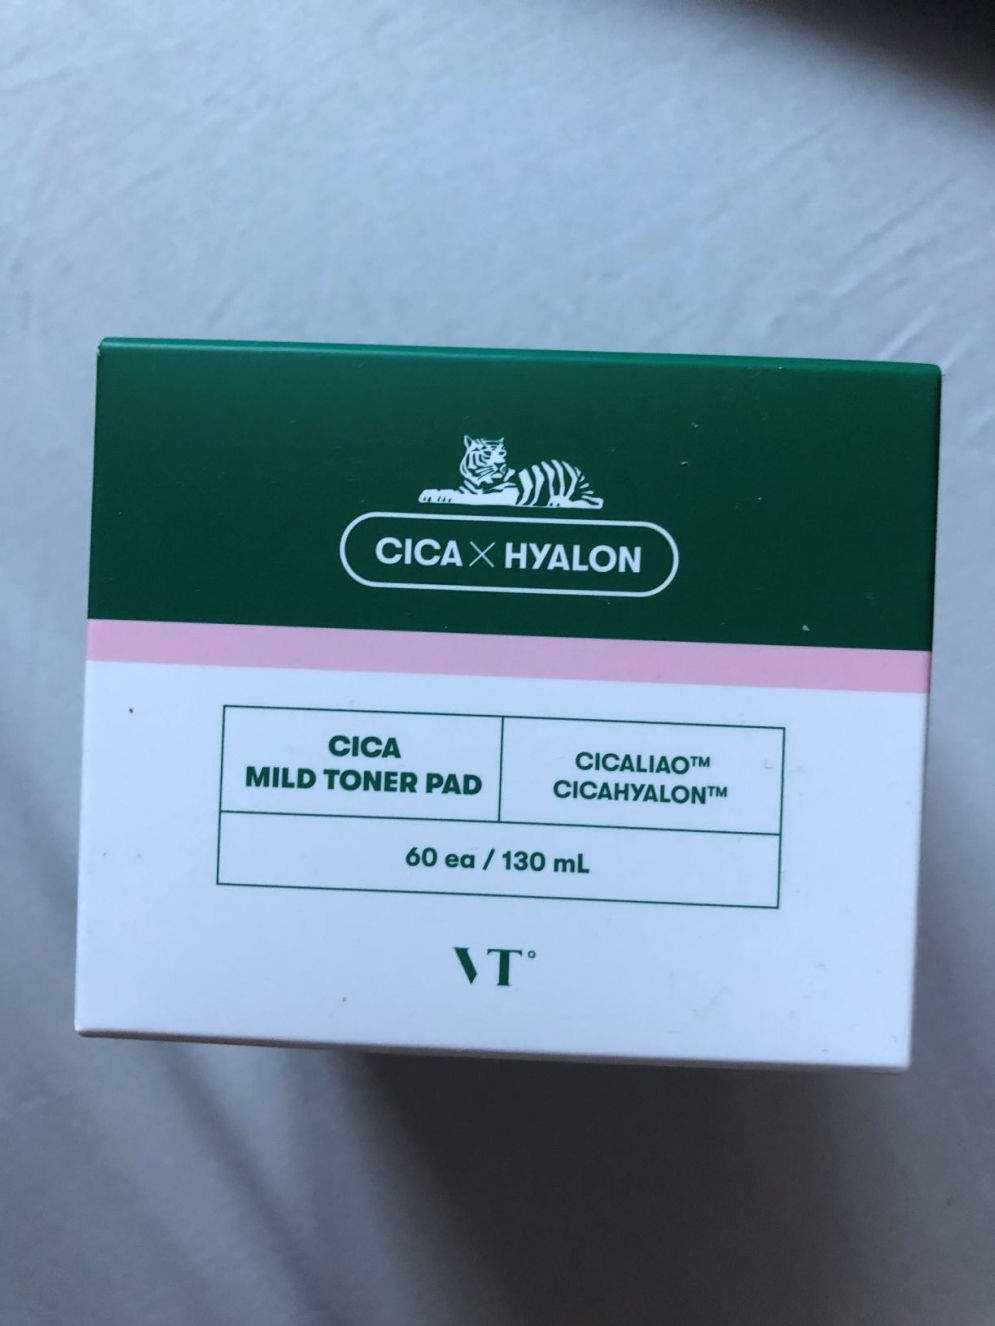 CICA X HYALON
CICA
MILD TONER PAD
CICALIAO™
CICAHYALON™
60 ea / 130 mL
VT°